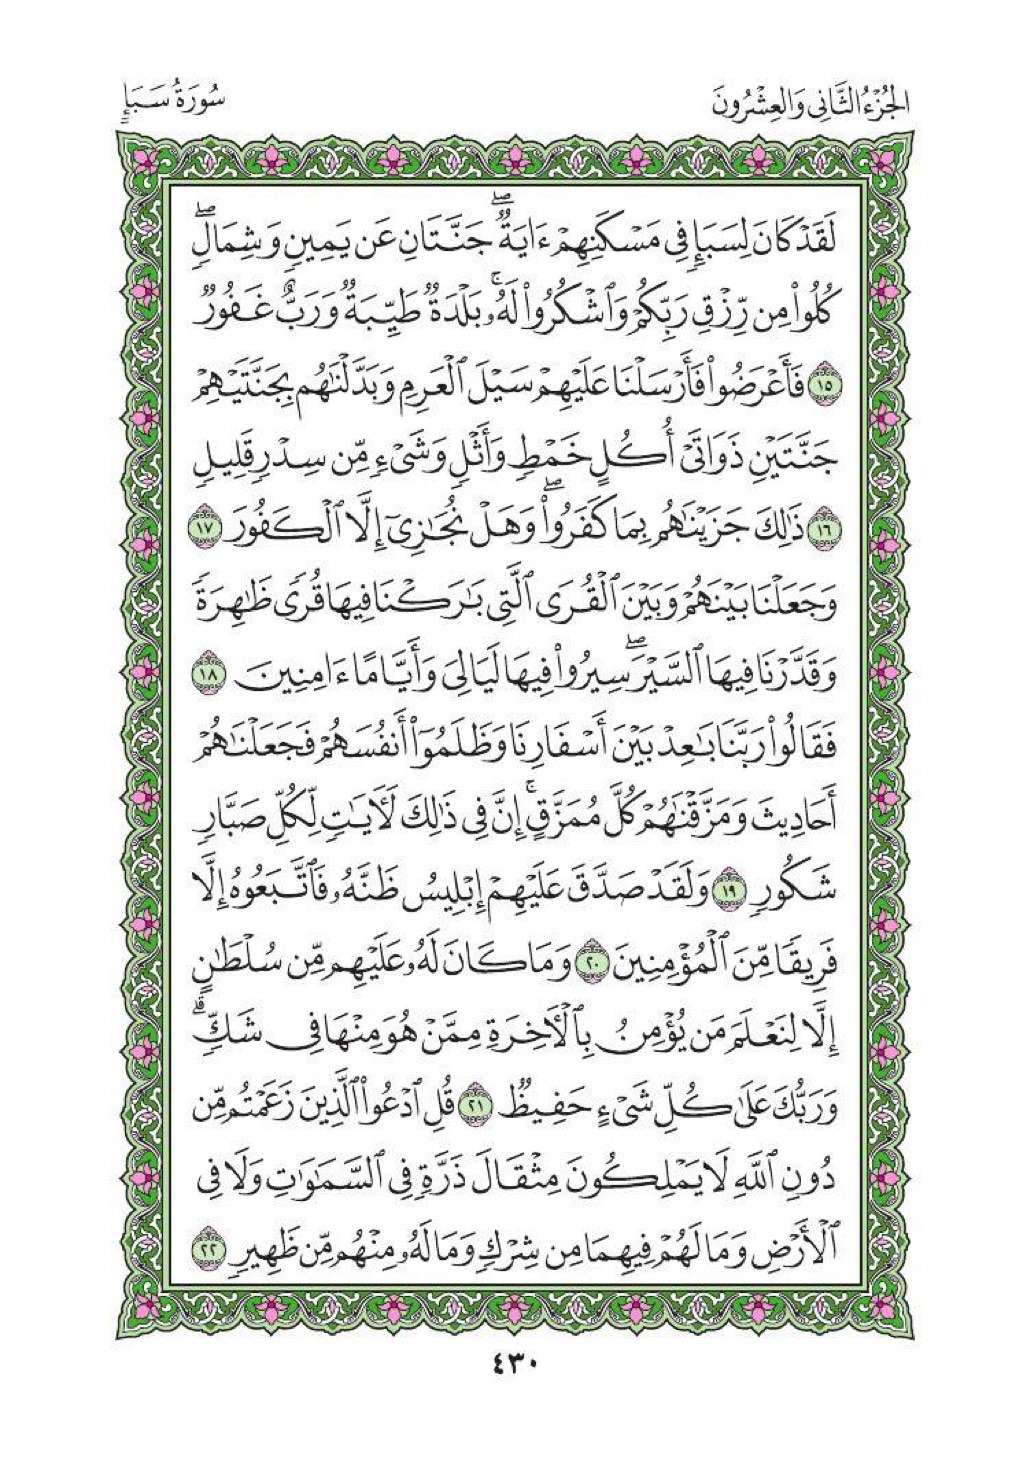 الجُزْءُ الثَّانِي وَالعِشْرُونَ
سُورَةُ سَبَإٍ
لَقَدْ كَانَ لِسَبَإٍ فِى مَسْكَنِهِمْ ءَايَةٌ ۖ جَنَّتَانِ عَن يَمِينٍ وَشِمَالٍ ۖ
كُلُوا۟ مِن رِّزْقِ رَبِّكُمْ وَٱشْكُرُوا۟ لَهُۥ ۚ بَلْدَةٌ طَيِّبَةٌ وَرَبٌّ غَفُورٌ
١٥ فَأَعْرَضُوا۟ فَأَرْسَلْنَا عَلَيْهِمْ سَيْلَ ٱلْعَرِمِ وَبَدَّلْنَٰهُم بِجَنَّتَيْهِمْ
جَنَّتَيْنِ ذَوَاتَىْ أُكُلٍ خَمْطٍ وَأَثْلٍ وَشَىْءٍ مِّن سِدْرٍ قَلِيلٍ
١٦ ذَٰلِكَ جَزَيْنَٰهُم بِمَا كَفَرُوا۟ ۖ وَهَلْ نُجَٰزِىٓ إِلَّا ٱلْكَفُورَ ١٧
وَجَعَلْنَا بَيْنَهُمْ وَبَيْنَ ٱلْقُرَى ٱلَّتِى بَٰرَكْنَا فِيهَا قُرًى ظَٰهِرَةً
وَقَدَّرْنَا فِيهَا ٱلسَّيْرَ ۖ سِيرُوا۟ فِيهَا لَيَالِىَ وَأَيَّامًا ءَامِنِينَ ١٨
فَقَالُوا۟ رَبَّنَا بَٰعِدْ بَيْنَ أَسْفَارِنَا وَظَلَمُوٓا۟ أَنفُسَهُمْ فَجَعَلْنَٰهُمْ
أَحَادِيثَ وَمَزَّقْنَٰهُمْ كُلَّ مُمَزَّقٍ ۚ إِنَّ فِى ذَٰلِكَ لَـَٔايَٰتٍ لِّكُلِّ صَبَّارٍ
شَكُورٍ ١٩ وَلَقَدْ صَدَّقَ عَلَيْهِمْ إِبْلِيسُ ظَنَّهُۥ فَٱتَّبَعُوهُ إِلَّا
فَرِيقًا مِّنَ ٱلْمُؤْمِنِينَ ٢٠ وَمَا كَانَ لَهُۥ عَلَيْهِم مِّن سُلْطَٰنٍ
إِلَّا لِنَعْلَمَ مَن يُؤْمِنُ بِٱلْـَٔاخِرَةِ مِمَّنْ هُوَ مِنْهَا فِى شَكٍّ ۗ
وَرَبُّكَ عَلَىٰ كُلِّ شَىْءٍ حَفِيظٌ ٢١ قُلِ ٱدْعُوا۟ ٱلَّذِينَ زَعَمْتُم مِّن
دُونِ ٱللَّهِ لَا يَمْلِكُونَ مِثْقَالَ ذَرَّةٍ فِى ٱلسَّمَٰوَٰتِ وَلَا فِى
ٱلْأَرْضِ وَمَا لَهُمْ فِيهِمَا مِن شِرْكٍ وَمَا لَهُۥ مِنْهُم مِّن ظَهِيرٍ ٢٢
٤٣٠